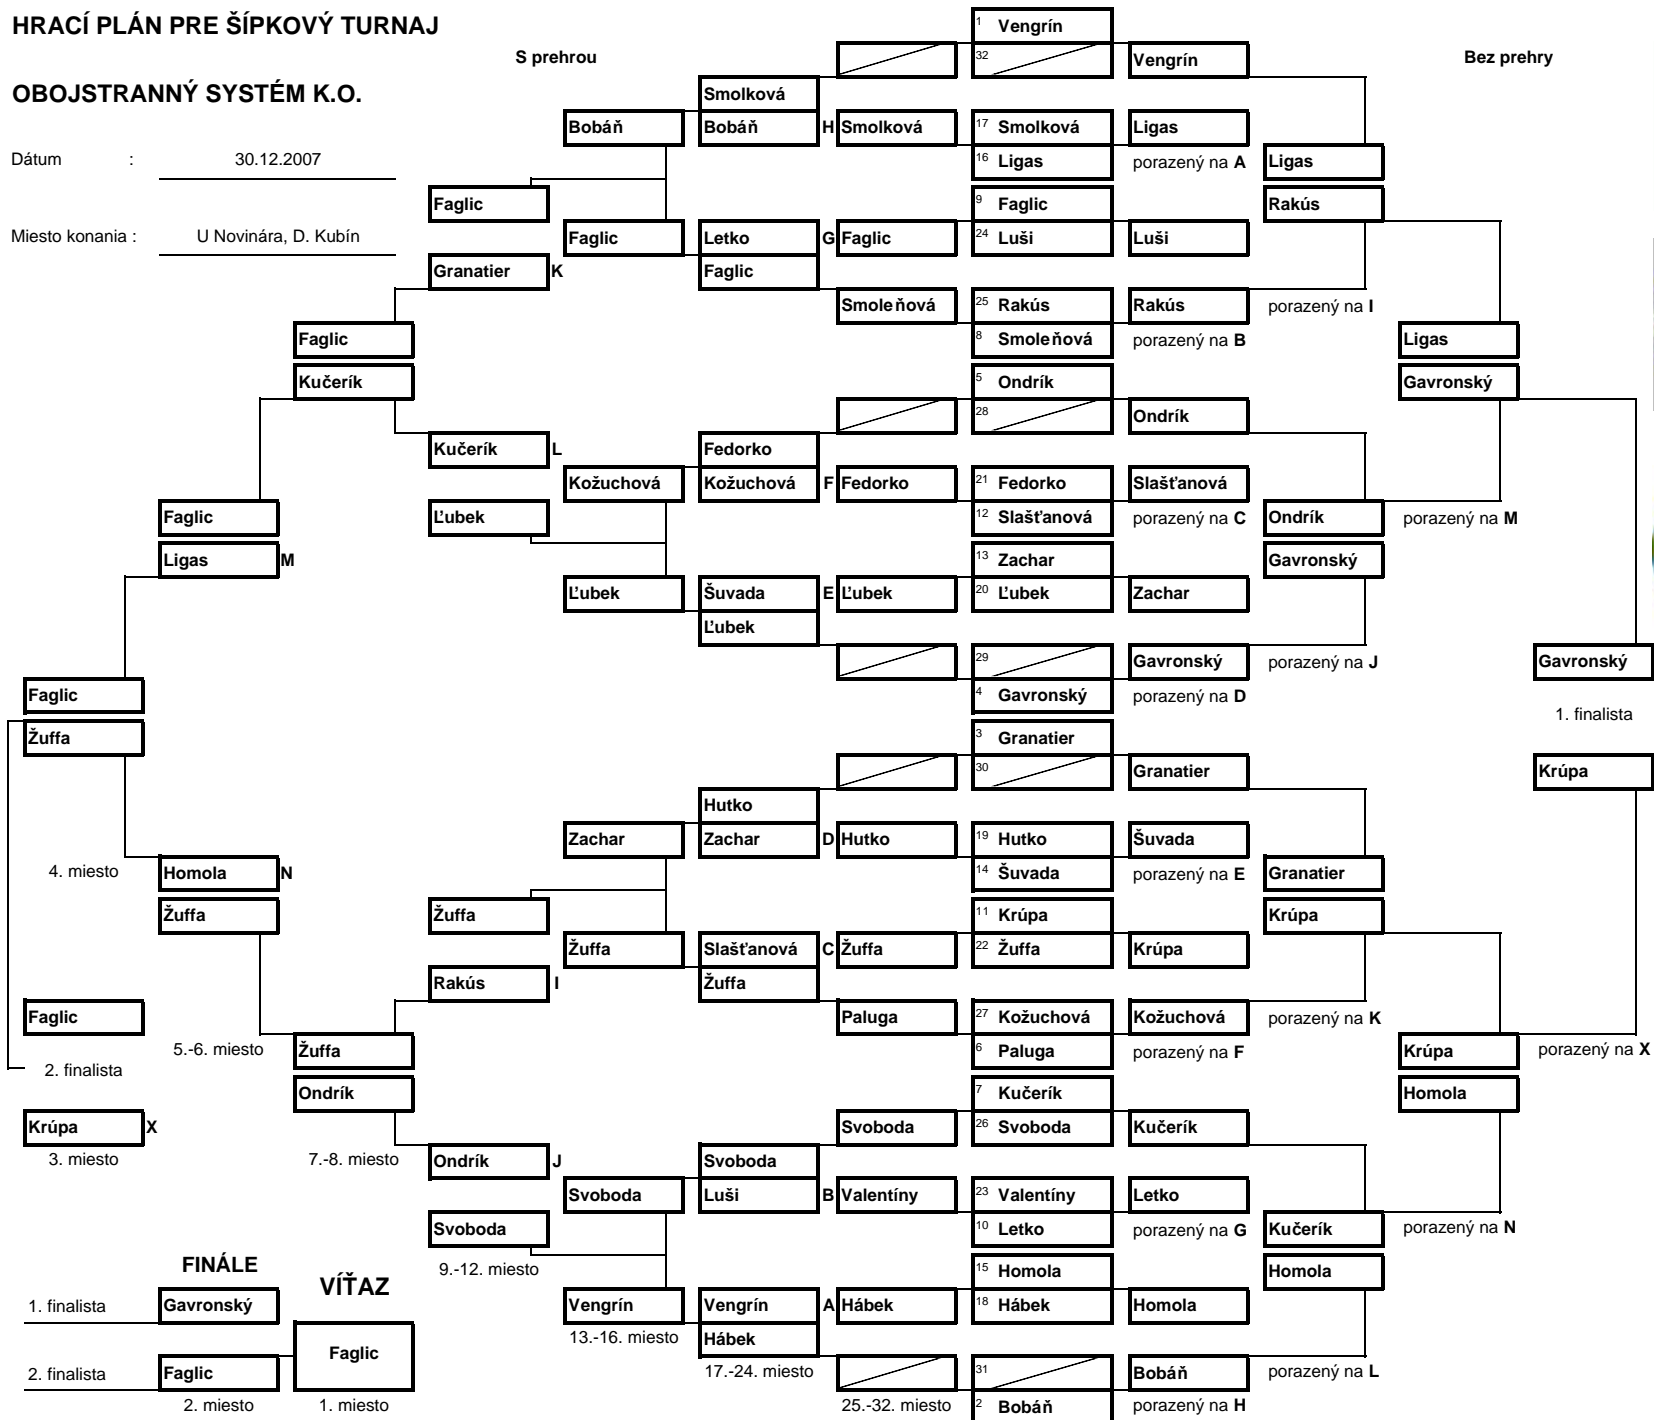 HRACÍ PLÁN PRE ŠÍPKOVÝ TURNAJ
1 Vengrín
S prehrou
32
Vengrín
Bez prehry
OBOJSTRANNÝ SYSTÉM K.O.
Smolková
Bobáň
Bobáň
H
Smolková
17 Smolková
Ligas
Dátum : 30.12.2007
16 Ligas
porazený na A
Ligas
Faglic
9 Faglic
Rakús
Miesto konania : U Novinára, D. Kubín
Faglic
Letko
G
Faglic
24 Luši
Luši
Granatier
K
Faglic
Smoleňová
25 Rakús
Rakús
porazený na I
Faglic
8 Smoleňová
porazený na B
Ligas
Kučerík
5 Ondrík
Gavronský
28
Ondrík
Kučerík
L
Fedorko
Kožuchová
Kožuchová
F
Fedorko
21 Fedorko
Slašťanová
Faglic
Ľubek
12 Slašťanová
porazený na C
Ondrík
porazený na M
Ligas
M
13 Zachar
Gavronský
Ľubek
Šuvada
E
Ľubek
20 Ľubek
Zachar
Ľubek
29
Gavronský
porazený na J
Gavronský
Faglic
4 Gavronský
porazený na D
1. finalista
Žuffa
3 Granatier
30
Granatier
Krúpa
Hutko
Zachar
Zachar
D
Hutko
19 Hutko
Šuvada
4. miesto
Homola
N
14 Šuvada
porazený na E
Granatier
Žuffa
Žuffa
11 Krúpa
Krúpa
Žuffa
Slašťanová
C
Žuffa
22 Žuffa
Krúpa
Rakús
I
Žuffa
Faglic
Paluga
27 Kožuchová
Kožuchová
porazený na K
5.-6. miesto
Žuffa
6 Paluga
porazený na F
Krúpa
porazený na X
2. finalista
Ondrík
7 Kučerík
Homola
Krúpa
X
Svoboda
26 Svoboda
Kučerík
3. miesto
7.-8. miesto
Ondrík
J
Svoboda
Svoboda
Luši
B
Valentíny
23 Valentíny
Letko
Svoboda
10 Letko
porazený na G
Kučerík
porazený na N
FINÁLE
9.-12. miesto
15 Homola
Homola
VÍŤAZ
1. finalista
Gavronský
Vengrín
Vengrín
A
Hábek
18 Hábek
Homola
13.-16. miesto
Hábek
Faglic
2. finalista
Faglic
17.-24. miesto
31
Bobáň
porazený na L
2. miesto
1. miesto
25.-32. miesto
2 Bobáň
porazený na H